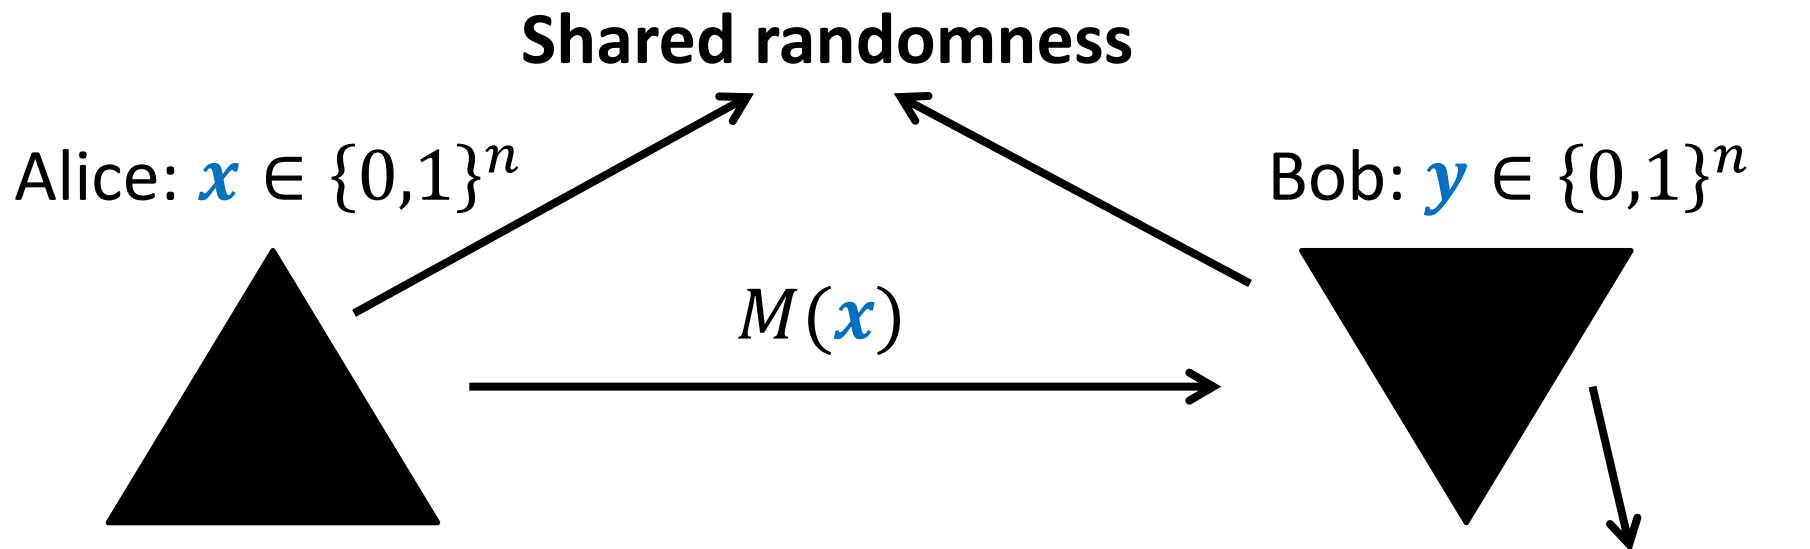 Shared randomness
Alice: x ∈ {0,1}ⁿ
Bob: y ∈ {0,1}ⁿ
M(x)